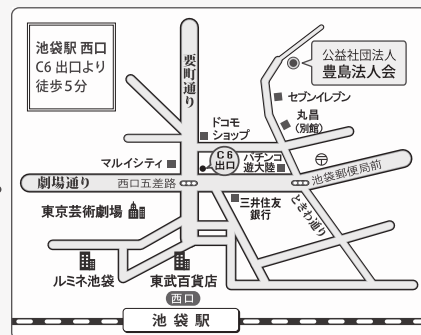 池袋駅 西口
C6 出口より
徒歩5分
要町通り
公益社団法人
豊島法人会
セブンイレブン
丸昌
(別館)
ドコモ
ショップ
C6
出口
パチンコ
遊大陸
マルイシティ
〒
劇場通り
西口五差路
池袋郵便局前
東京芸術劇場
三井住友
銀行
ときわ通り
ルミネ池袋
東武百貨店
西口
池袋駅